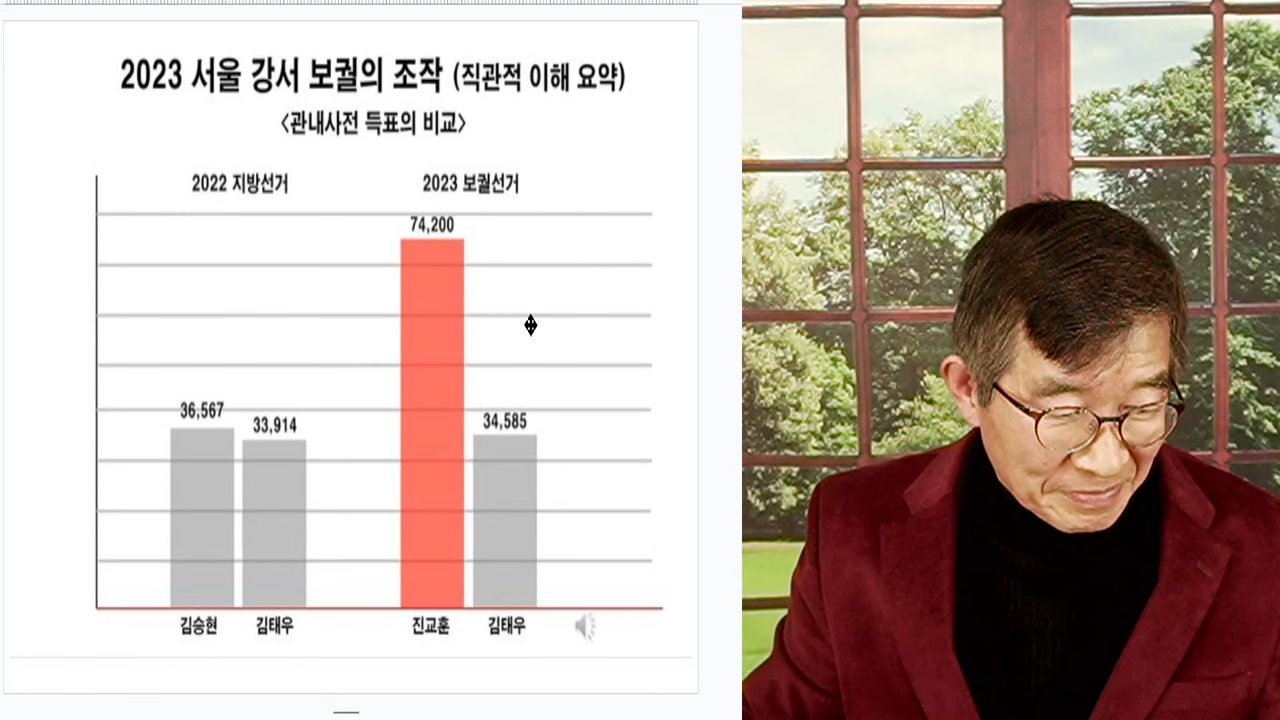 2023 서울 강서 보궐의 조작 (직관적 이해 요약)
<관내사전 득표의 비교>
2022 지방선거
2023 보궐선거
74,200
36,567
33,914
34,585
김승현
김태우
진교훈
김태우